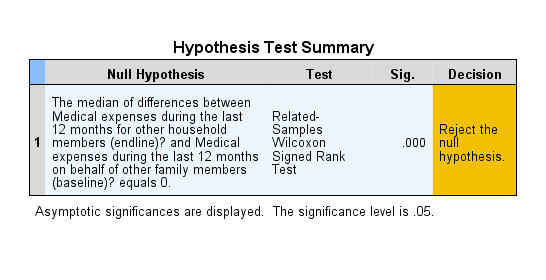 Hypothesis Test Summary
Null Hypothesis Test Sig. Decision
1
The median of differences between
Medical expenses during the last
12 months for other household
members (endline)? and Medical
expenses during the last 12 months
on behalf of other family members
(baseline)? equals 0.
Related-
Samples
Wilcoxon
Signed Rank
Test
.000
Reject the
null
hypothesis.
Asymptotic significances are displayed. The significance level is .05.